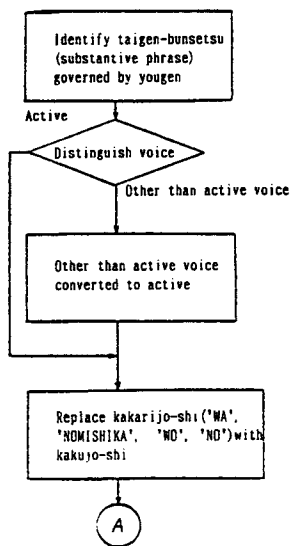 Identify taigen-bunsetsu
(substantive phrase)
governed by yougen
Active
Distinguish voice
Other than active voice
Other than active voice
converted to active
Replace kakarijo-shi('WA',
'NOMISHIKA', 'WO', 'NO')with
kakujo-shi
A